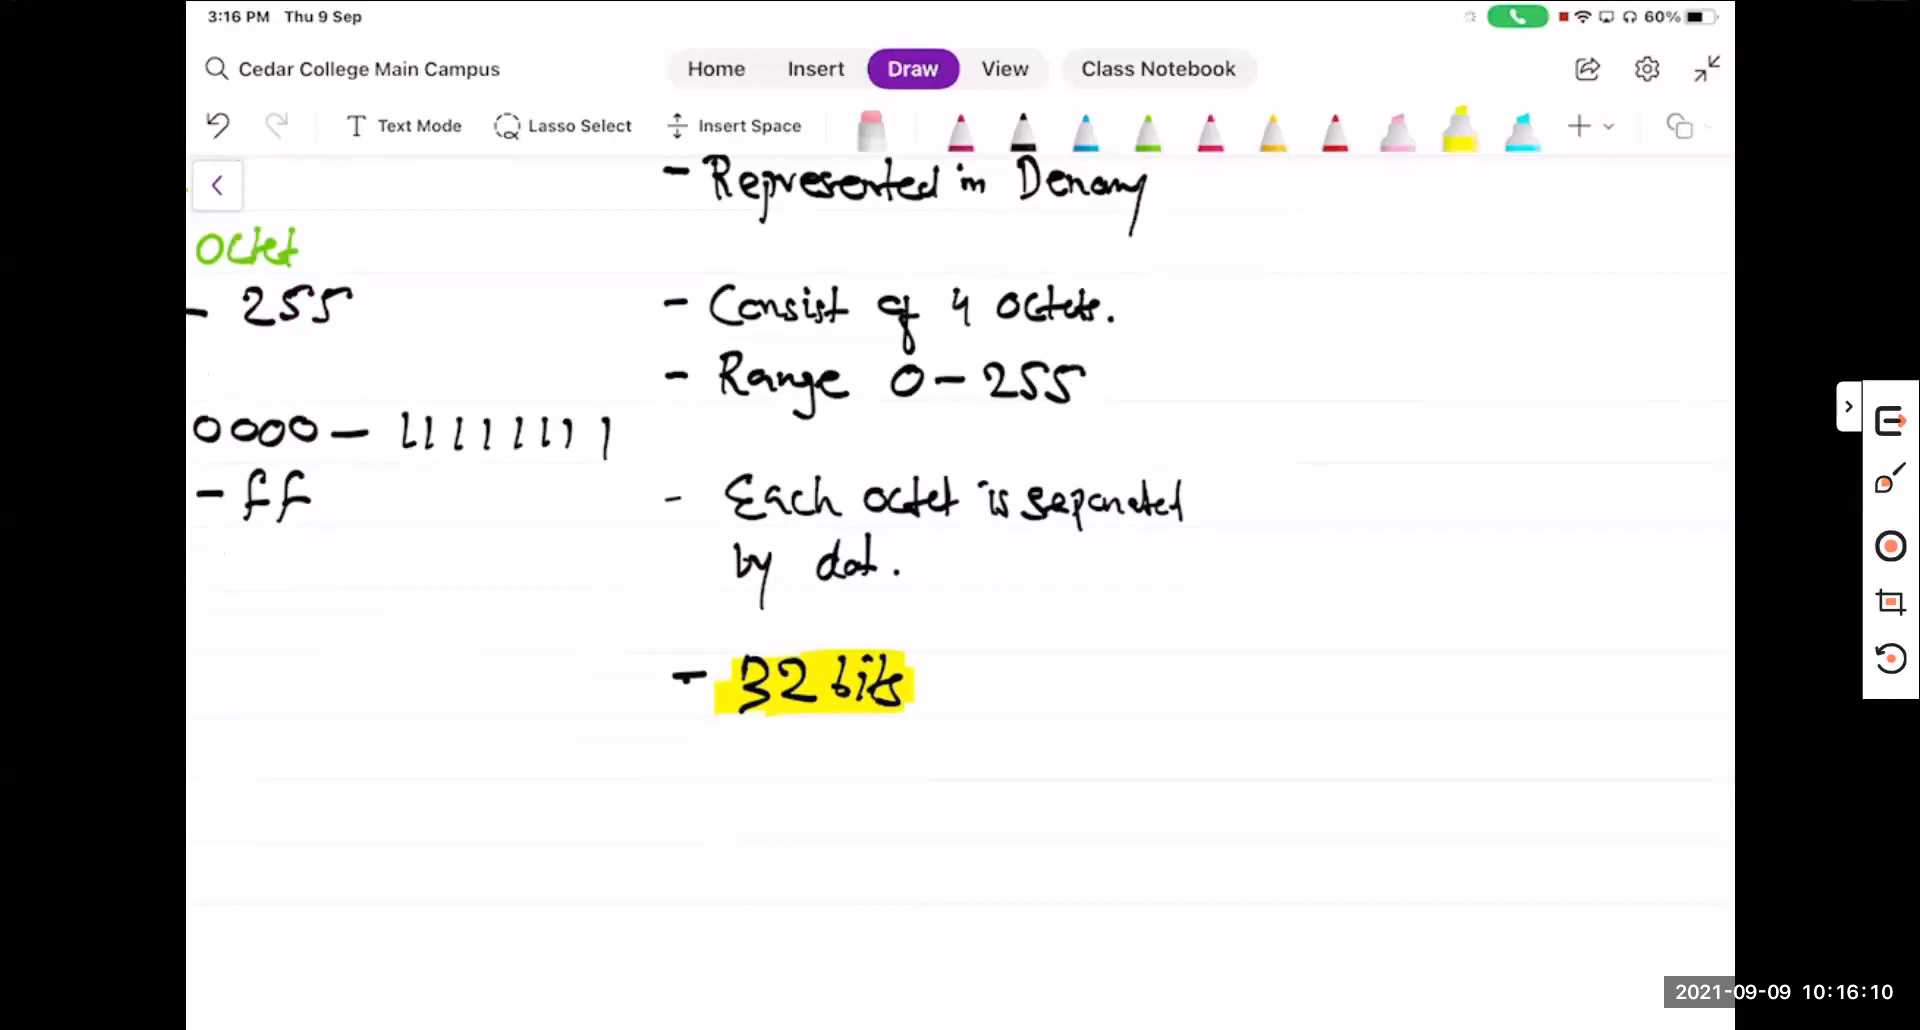 3:16 PM Thu 9 Sep
60%
Cedar College Main Campus
Home Insert Draw View Class Notebook
Text Mode Lasso Select Insert Space
- Represented in Denary
Octet
- 255
0000 - 11111111
- ff
- Consist of 4 octets.
- Range 0 - 255
- Each octet is separated
by dot.
- 32 bits
2021-09-09 10:16:10